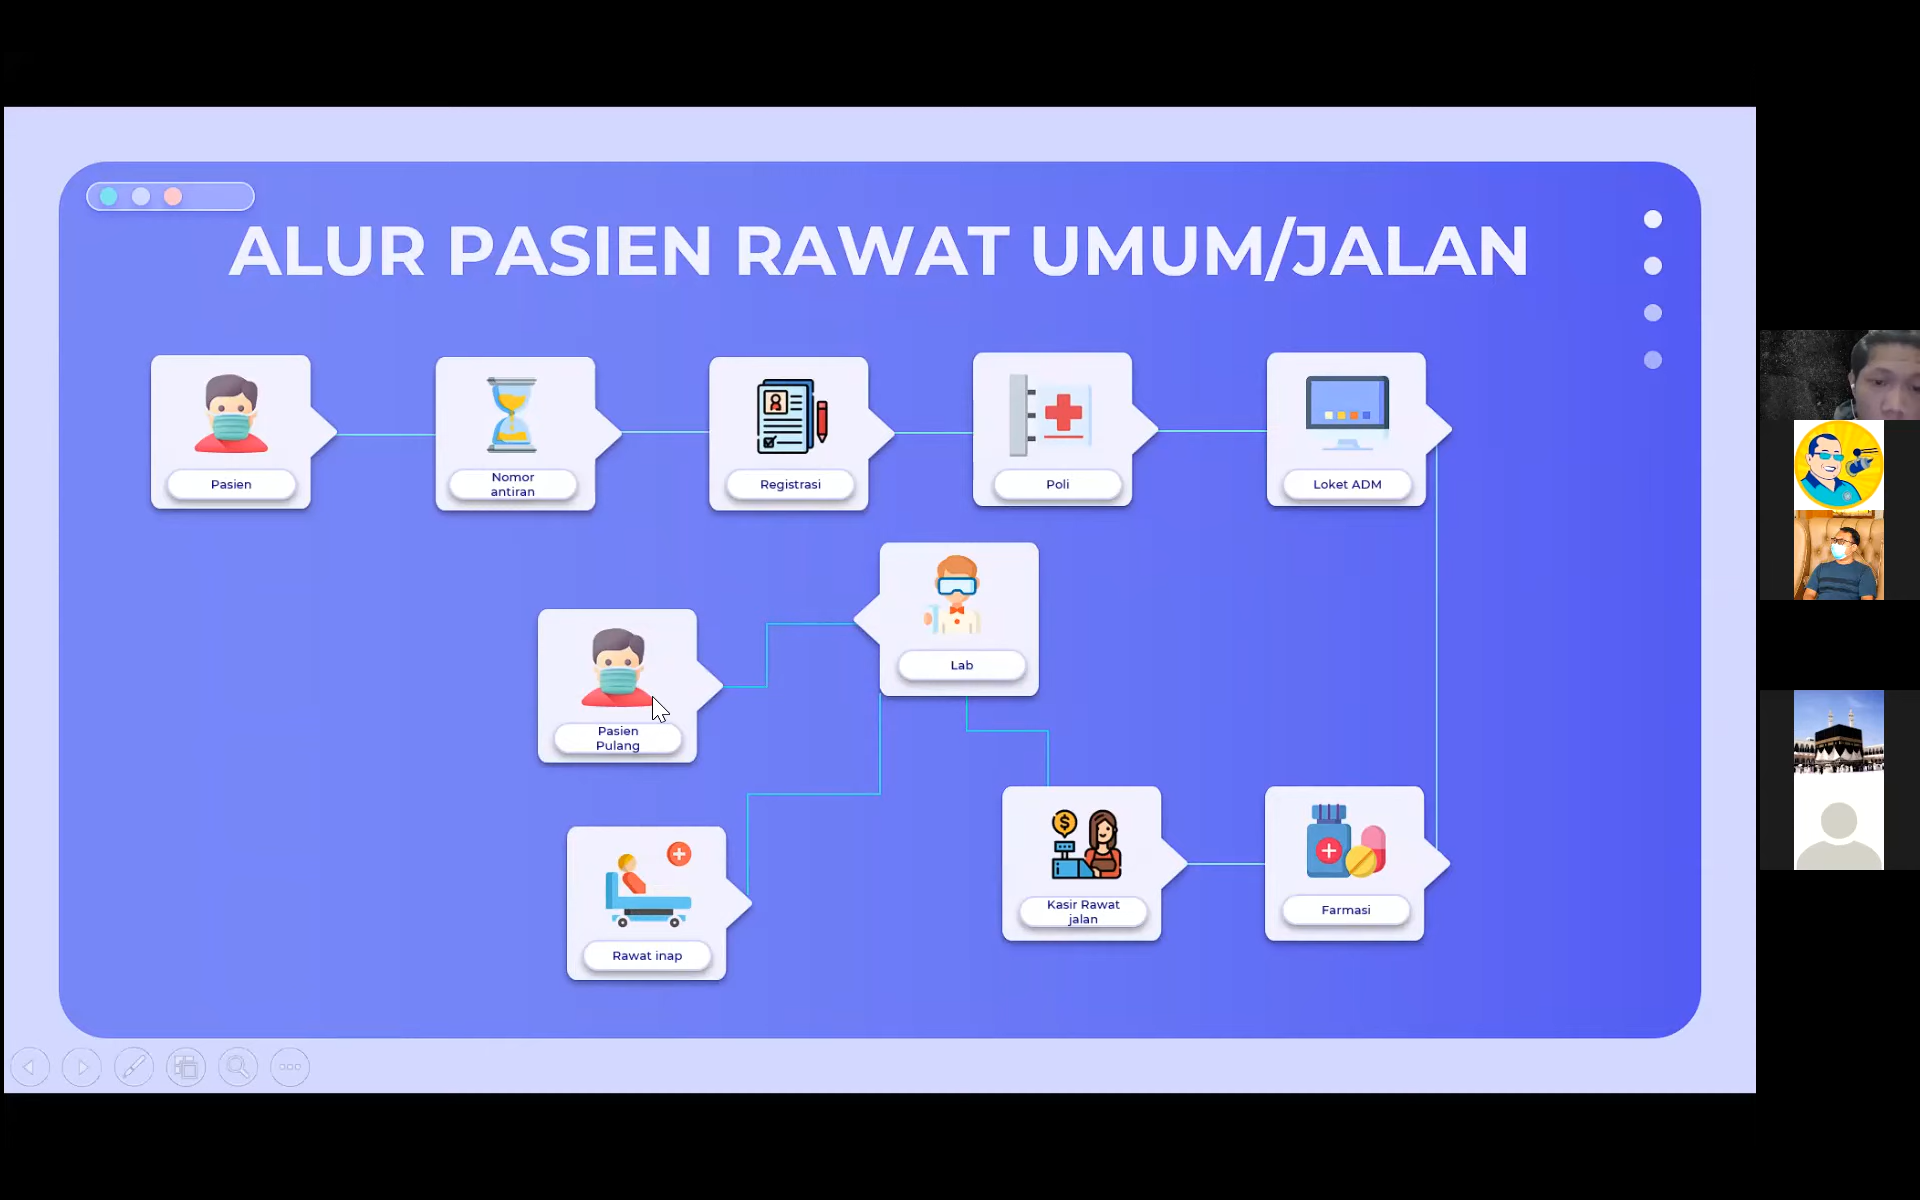 ALUR PASIEN RAWAT UMUM/JALAN
Pasien
Nomor
antiran
Registrasi
Poli
Loket ADM
Lab
Pasien
Pulang
Kasir Rawat
jalan
Farmasi
Rawat inap